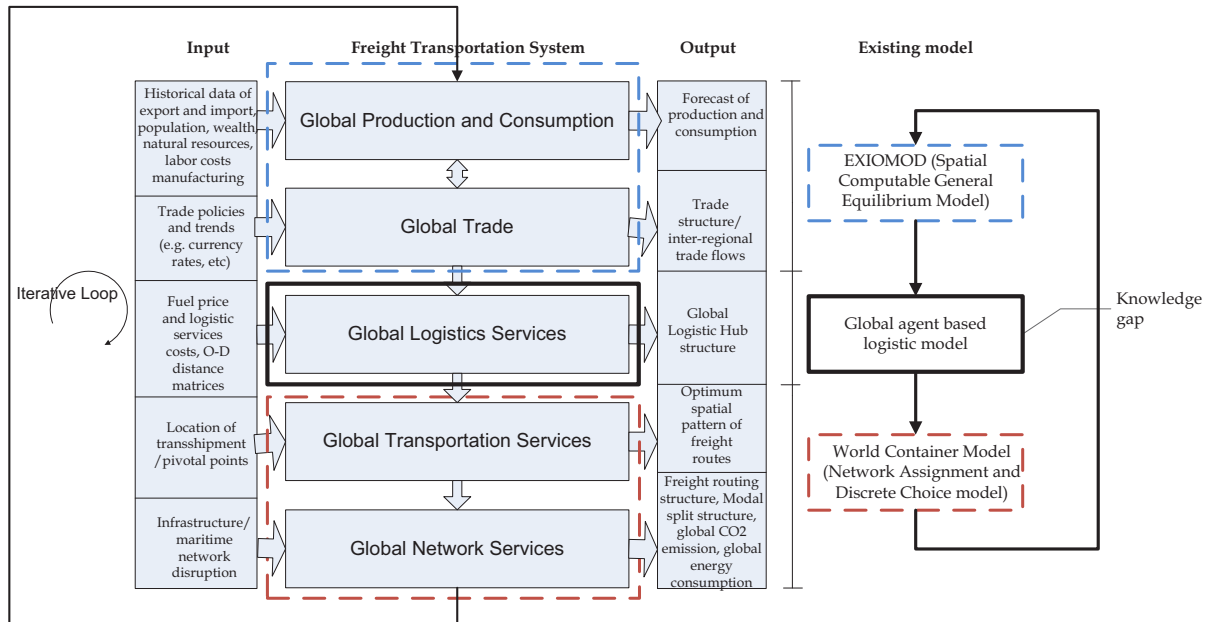 Input
Freight Transportation System
Output
Existing model
Historical data of
export and import,
population, wealth,
natural resources,
labor costs
manufacturing
Global Production and Consumption
Forecast of
production and
consumption
EXIOMOD (Spatial
Computable General
Equilibrium Model)
Trade policies
and trends
(e.g. currency
rates, etc)
Global Trade
Trade
structure/
inter-regional
trade flows
Iterative Loop
Fuel price
and logistic
services
costs, O-D
distance
matrices
Global Logistics Services
Global
Logistic Hub
structure
Global agent based
logistic model
Knowledge
gap
Location of
transshipment
/pivotal points
Global Transportation Services
Optimum
spatial
pattern of
freight
routes
World Container Model
(Network Assignment and
Discrete Choice model)
Infrastructure/
maritime
network
disruption
Global Network Services
Freight routing
structure, Modal
split structure,
global CO2
emission, global
energy
consumption